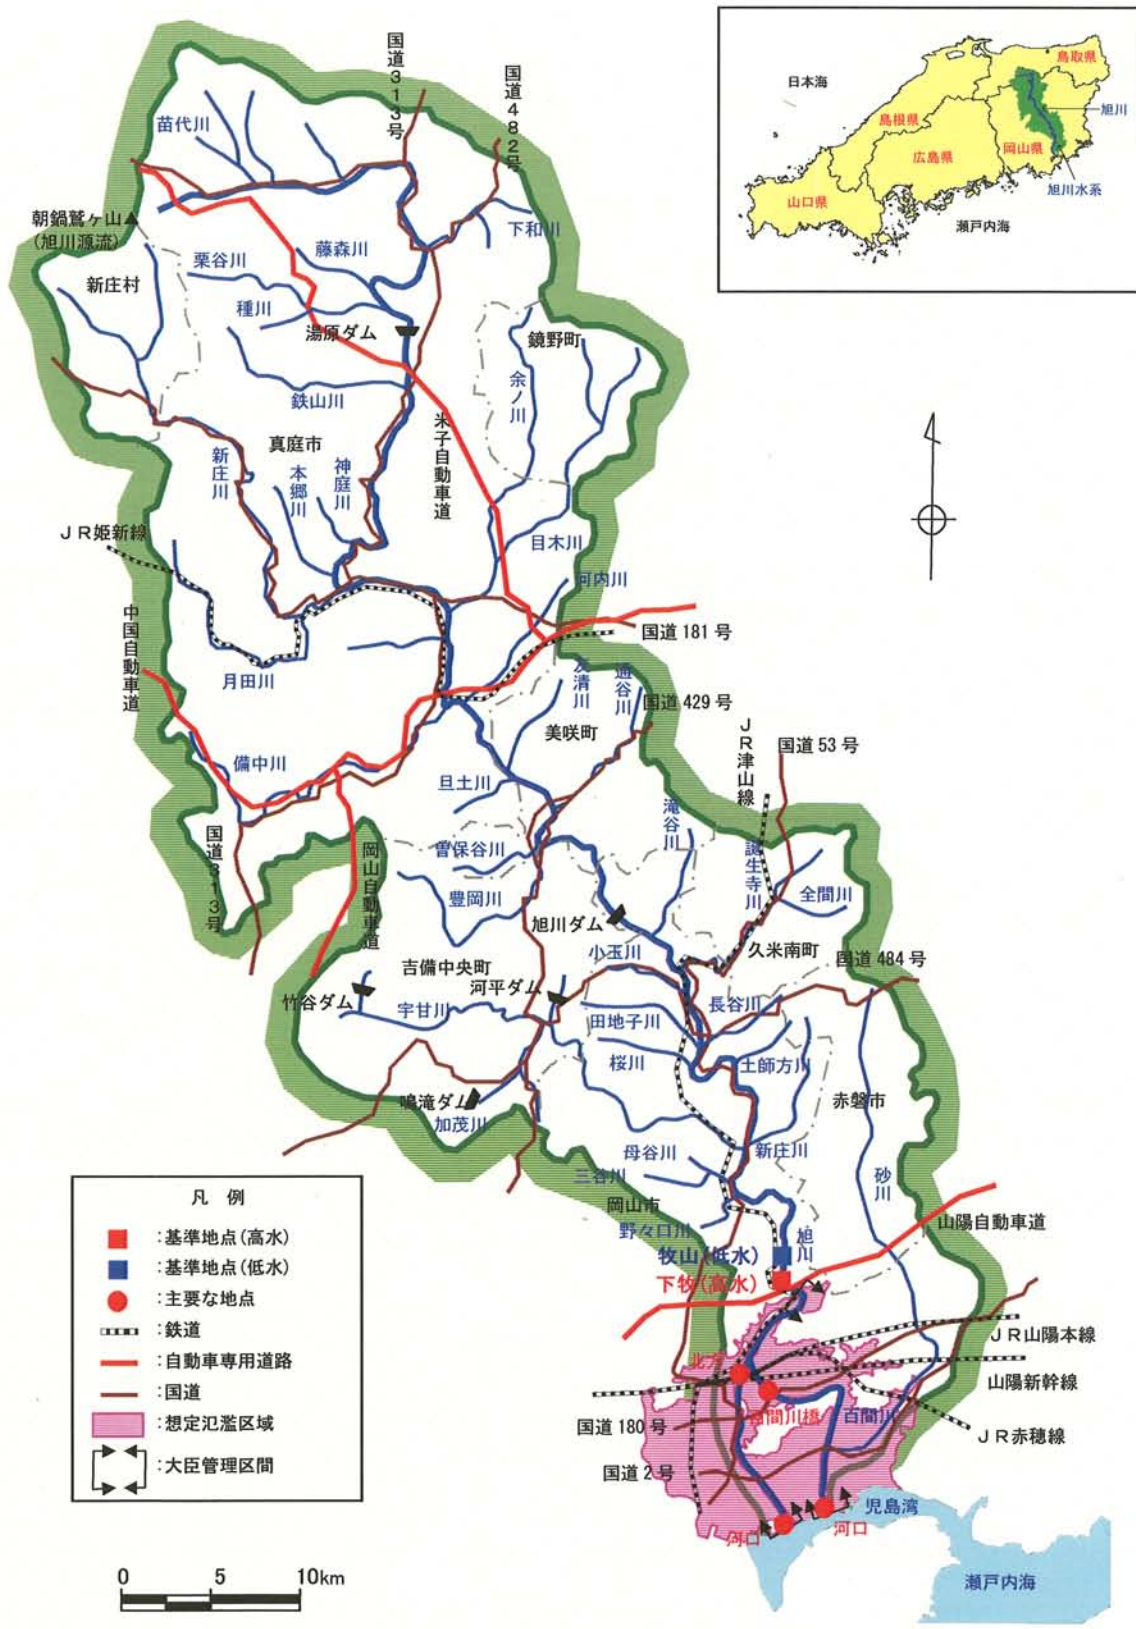 日本海
鳥取県
島根県
旭川
広島県
岡山県
山口県
旭川水系
瀬戸内海
国道313号
国道482号
苗代川
朝鍋鷲ヶ山
(旭川源流)
下和川
藤森川
粟谷川
新庄村
種川
湯原ダム
鏡野町
余ノ川
鉄山川
米子自動車道
真庭市
新庄川
本郷川
神庭川
JR姫新線
目木川
河内川
中国自動車道
国道181号
月田川
友清川
通谷川
国道429号
美咲町
JR津山線
国道53号
備中川
旦土川
滝谷川
国道313号
岡山自動車道
誉保谷川
誕生寺川
全間川
豊岡川
旭川ダム
小玉川
久米南町
国道484号
吉備中央町
河平ダム
竹谷ダム
宇甘川
長谷川
田地子川
桜川
土師方川
鳴滝ダム
加茂川
赤磐市
母谷川
新庄川
三谷川
砂川
岡山市
野々口川
山陽自動車道
旭川
牧山(低水)
下牧(高水)
JR山陽本線
北方
山陽新幹線
百間川橋
百間川
国道180号
JR赤穂線
国道2号
児島湾
河口
河口
瀬戸内海
凡例
:基準地点(高水)
:基準地点(低水)
:主要な地点
:鉄道
:自動車専用道路
:国道
:想定氾濫区域
:大臣管理区間
0 5 10km